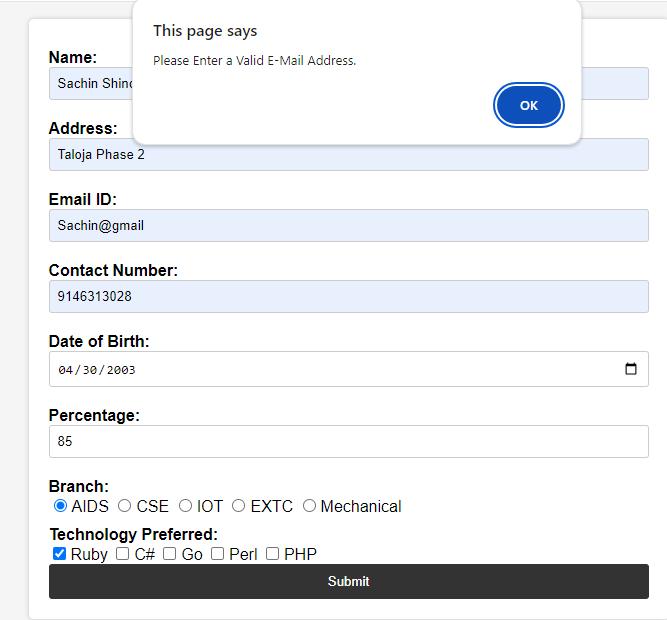 This page says
Please Enter a Valid E-Mail Address.
OK
Name:
Sachin
Address:
Taloja Phase 2
Email ID:
Sachin@gmail
Contact Number:
9146313028
Date of Birth:
04/30/2003
Percentage:
85
Branch:
AIDS CSE IOT EXTC Mechanical
Technology Preferred:
Ruby C# Go Perl PHP
Submit